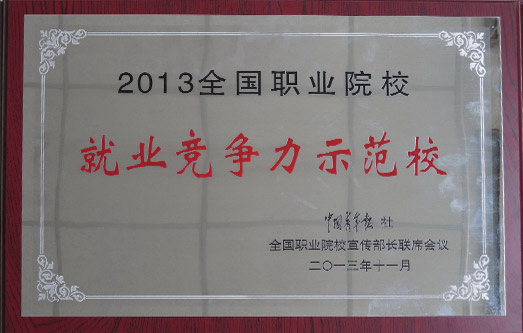 2013全国职业院校
就业竞争力示范校
中国青年报 社
全国职业院校宣传部长联席会议
二〇一三年十一月